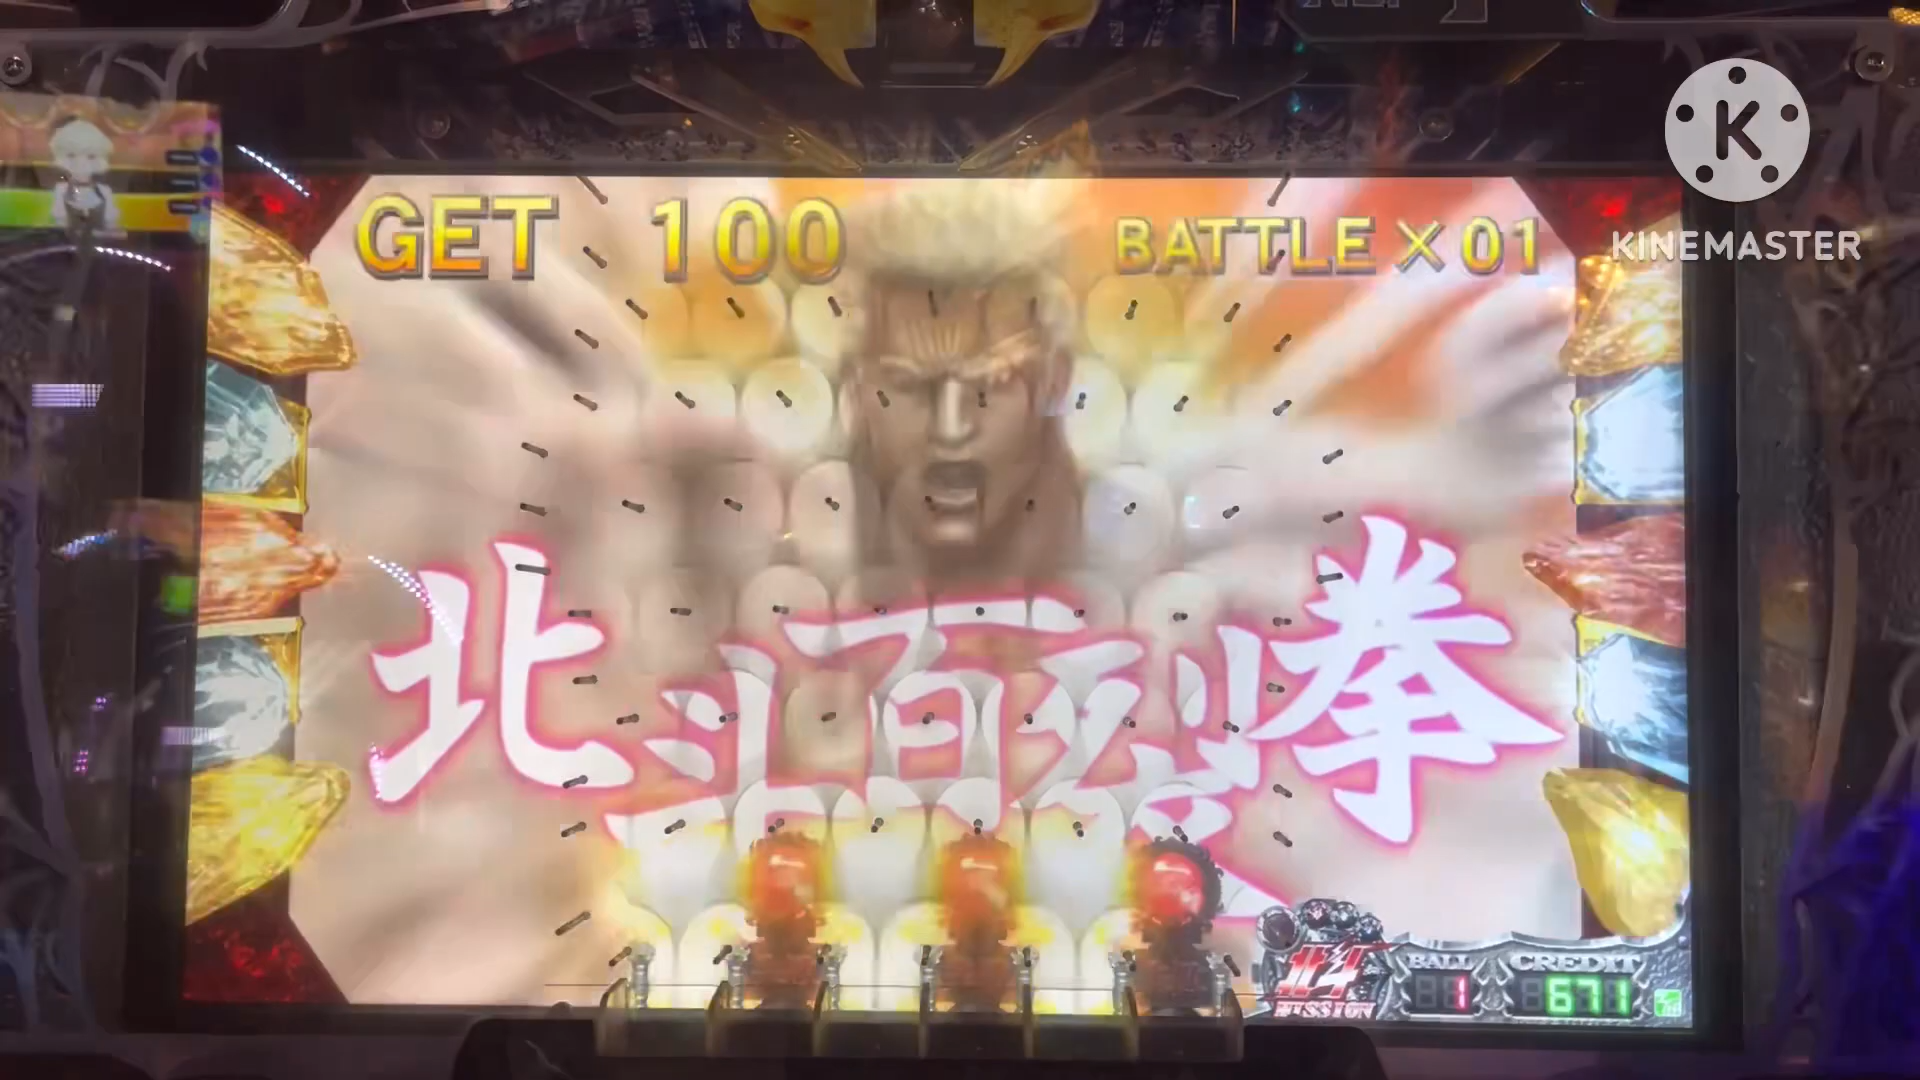 GET 100
BATTLE×01
K
KINEMASTER
北斗百裂拳
BALL
CREDIT
1
671
MISSION